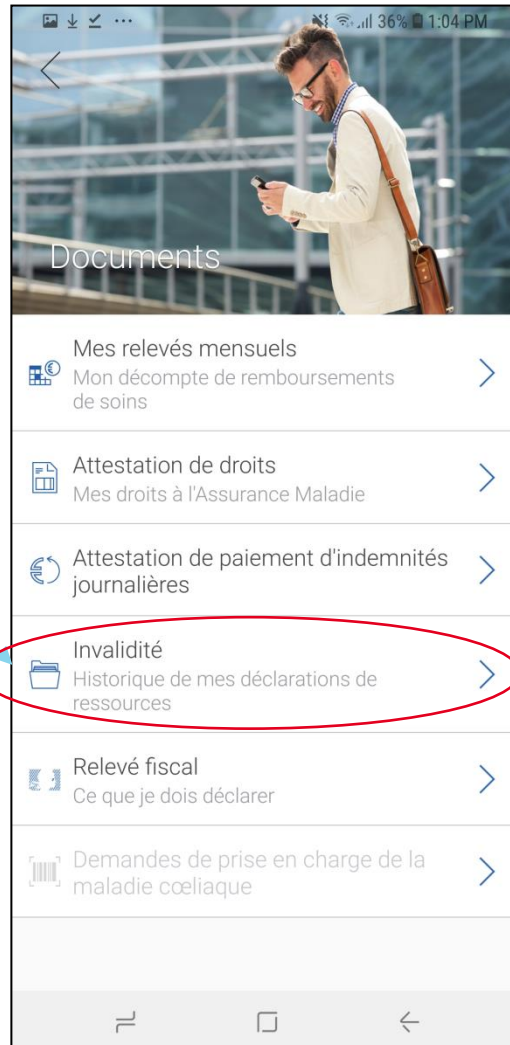 36% 1:04 PM
Documents
Mes relevés mensuels
Mon décompte de remboursements
de soins
Attestation de droits
Mes droits à l'Assurance Maladie
Attestation de paiement d'indemnités
journalières
Invalidité
Historique de mes déclarations de
ressources
Relevé fiscal
Ce que je dois déclarer
Demandes de prise en charge de la
maladie cœliaque